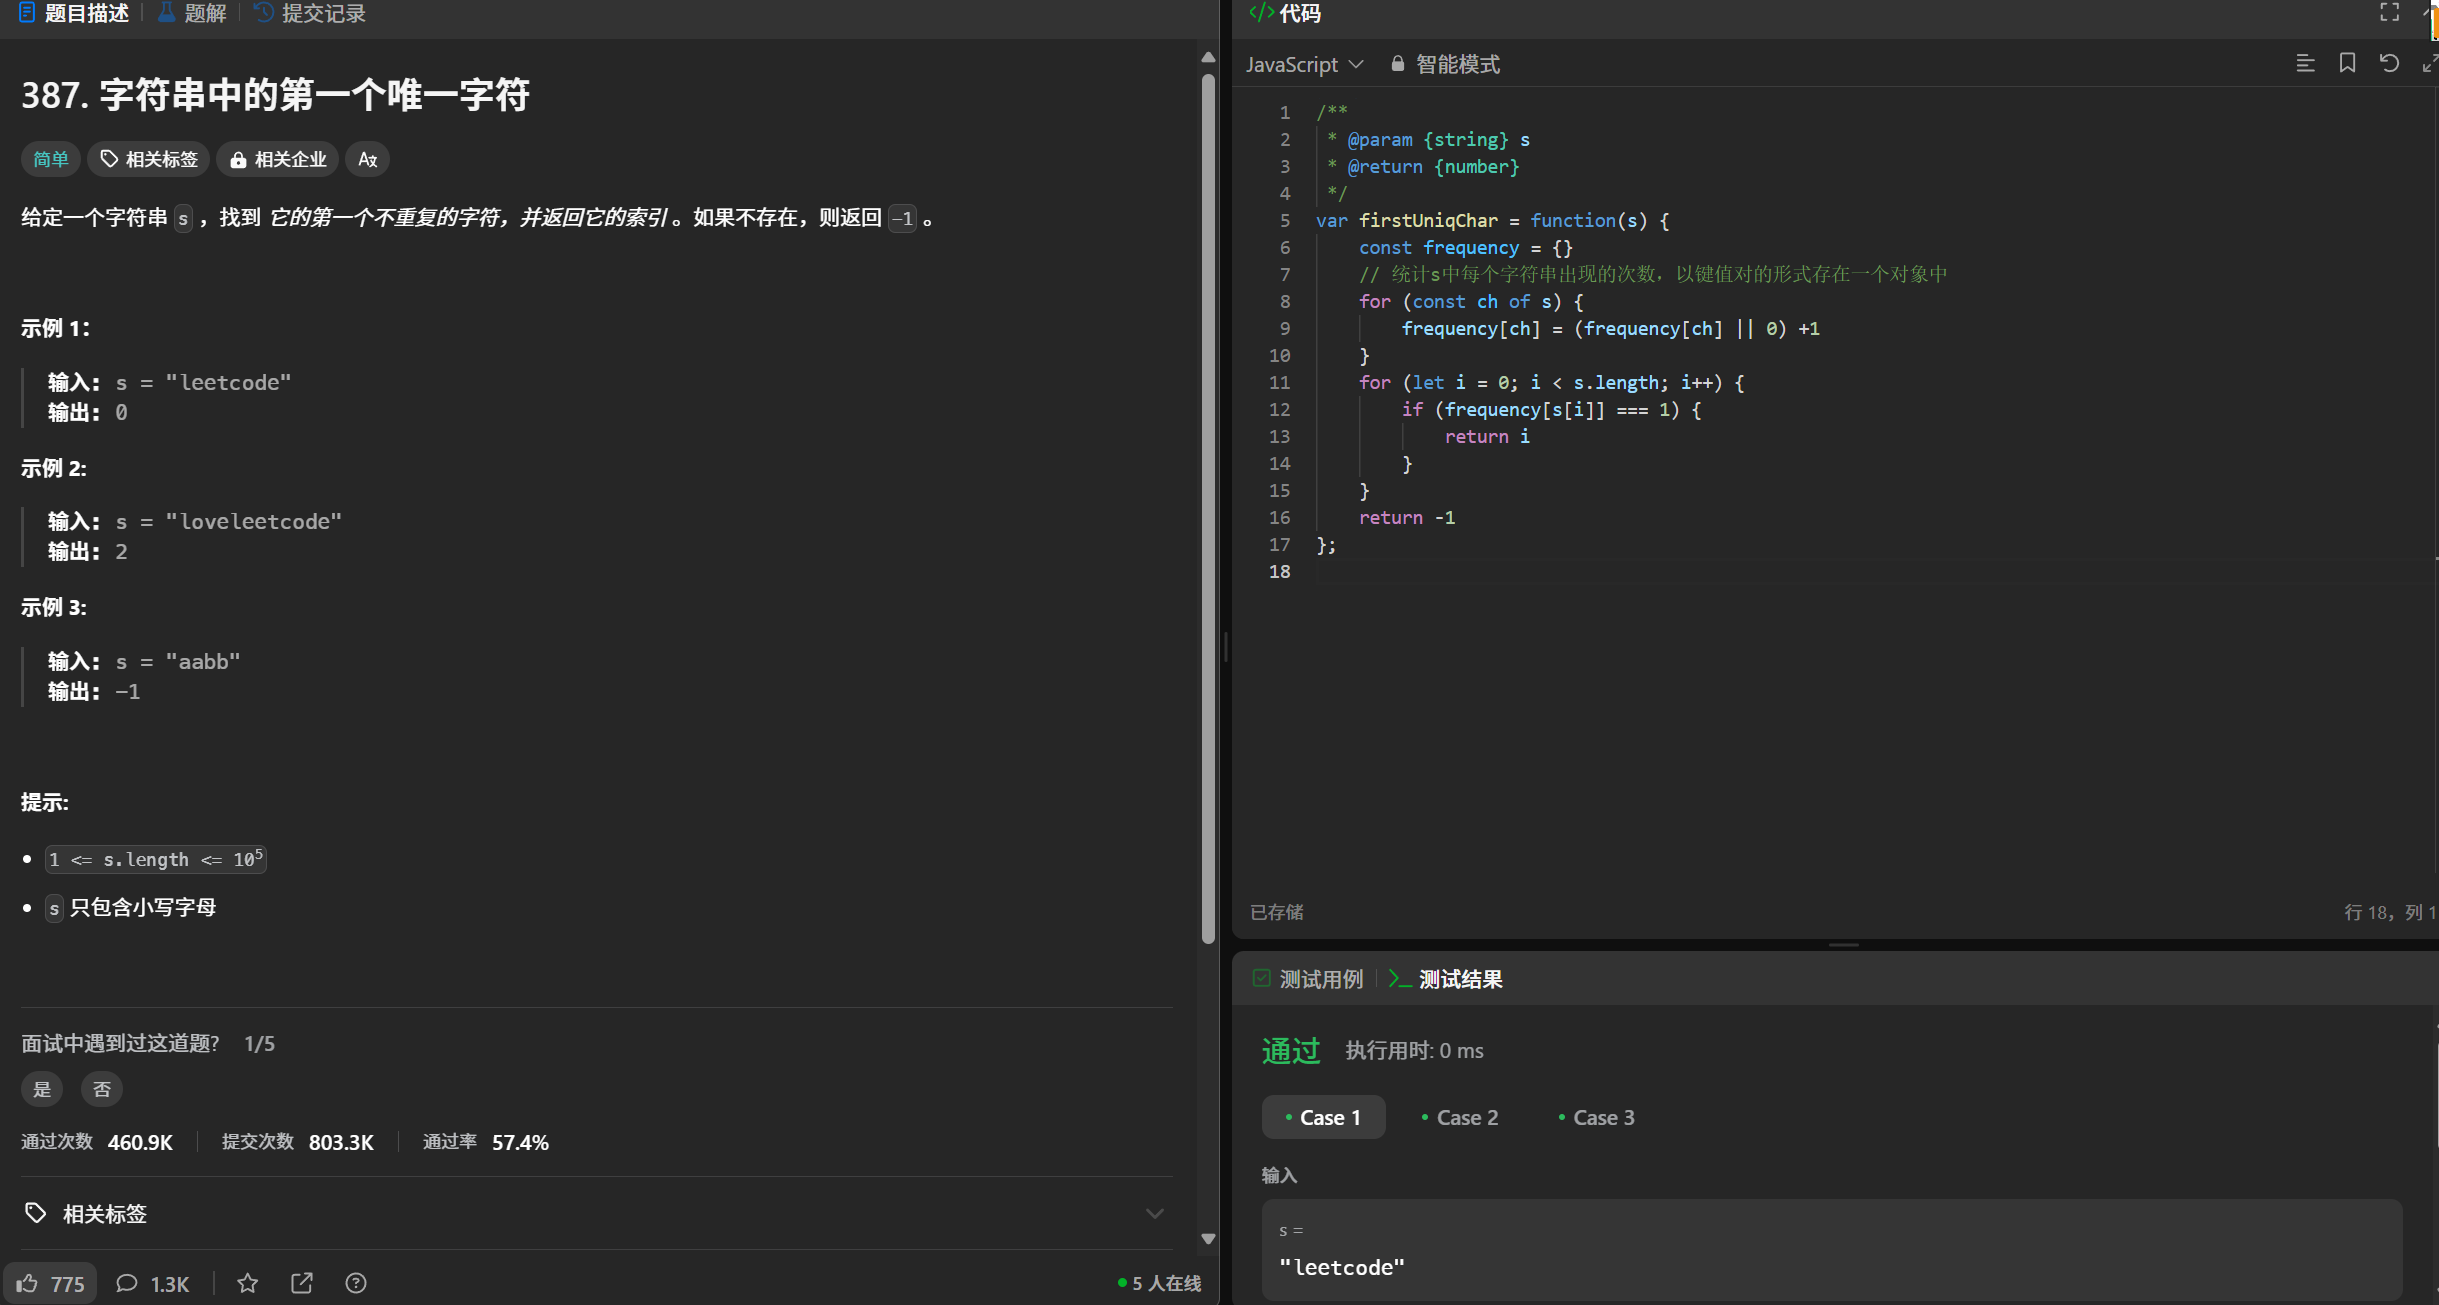 题目描述 题解 提交记录
387. 字符串中的第一个唯一字符
简单 相关标签 相关企业
给定一个字符串 s ，找到 它的第一个不重复的字符，并返回它的索引 。如果不存在，则返回 -1 。
示例 1：
输入: s = "leetcode"
输出: 0
示例 2:
输入: s = "loveleetcode"
输出: 2
示例 3:
输入: s = "aabb"
输出: -1
提示:
1 <= s.length <= 10⁵
s 只包含小写字母
面试中遇到过这道题? 1/5
是 否
通过次数 460.9K 提交次数 803.3K 通过率 57.4%
相关标签
775 1.3K 5 人在线
代码
JavaScript 智能模式
1 /**
2  * @param {string} s
3  * @return {number}
4  */
5 var firstUniqChar = function(s) {
6     const frequency = {}
7     // 统计s中每个字符串出现的次数，以键值对的形式存在一个对象中
8     for (const ch of s) {
9         frequency[ch] = (frequency[ch] || 0) +1
10     }
11     for (let i = 0; i < s.length; i++) {
12         if (frequency[s[i]] === 1) {
13             return i
14         }
15     }
16     return -1
17 };
18
已存储 行 18，列 1
测试用例 测试结果
通过 执行用时: 0 ms
Case 1 Case 2 Case 3
输入
s =
"leetcode"